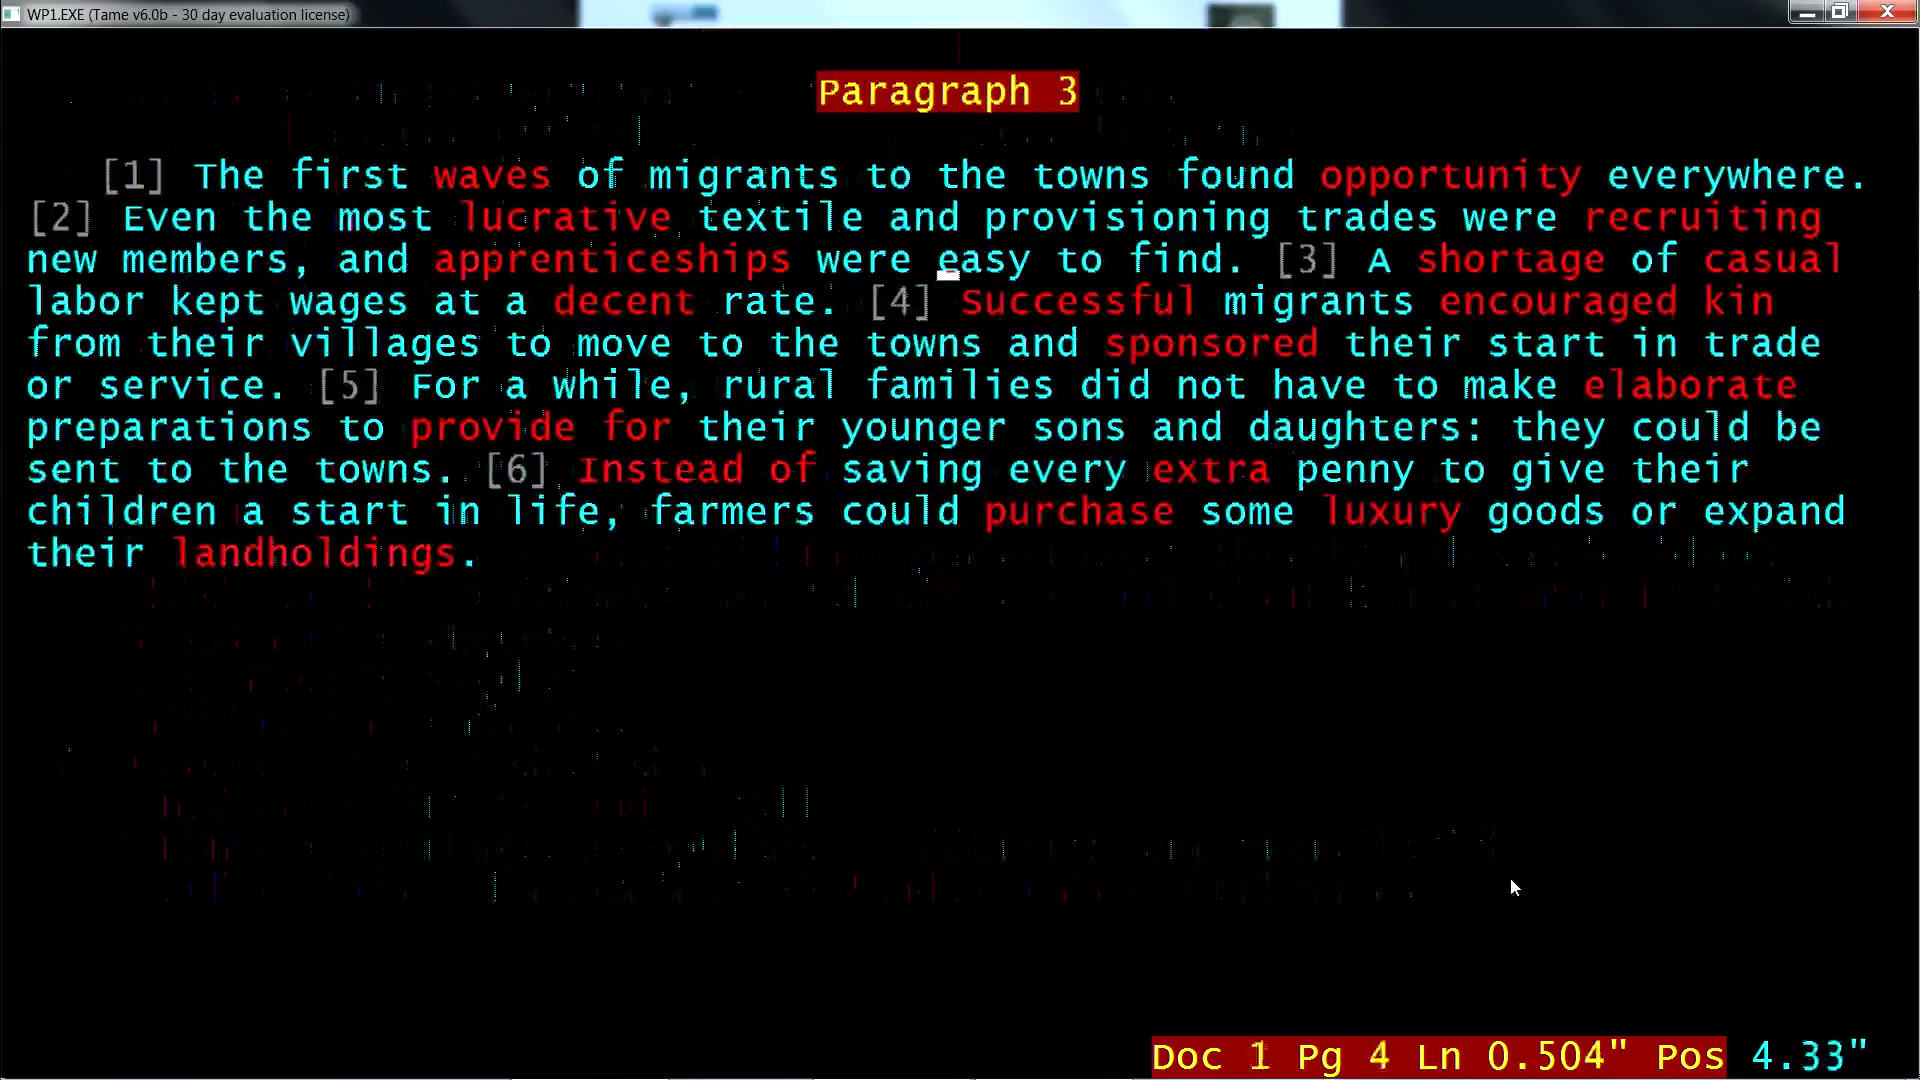 WP1.EXE (Tame v6.0b - 30 day evaluation license)
Paragraph 3
[1] The first waves of migrants to the towns found opportunity everywhere.
[2] Even the most lucrative textile and provisioning trades were recruiting
new members, and apprenticeships were easy to find. [3] A shortage of casual
labor kept wages at a decent rate. [4] Successful migrants encouraged kin
from their villages to move to the towns and sponsored their start in trade
or service. [5] For a while, rural families did not have to make elaborate
preparations to provide for their younger sons and daughters: they could be
sent to the towns. [6] Instead of saving every extra penny to give their
children a start in life, farmers could purchase some luxury goods or expand
their landholdings.
Doc 1 Pg 4 Ln 0.504" Pos 4.33"